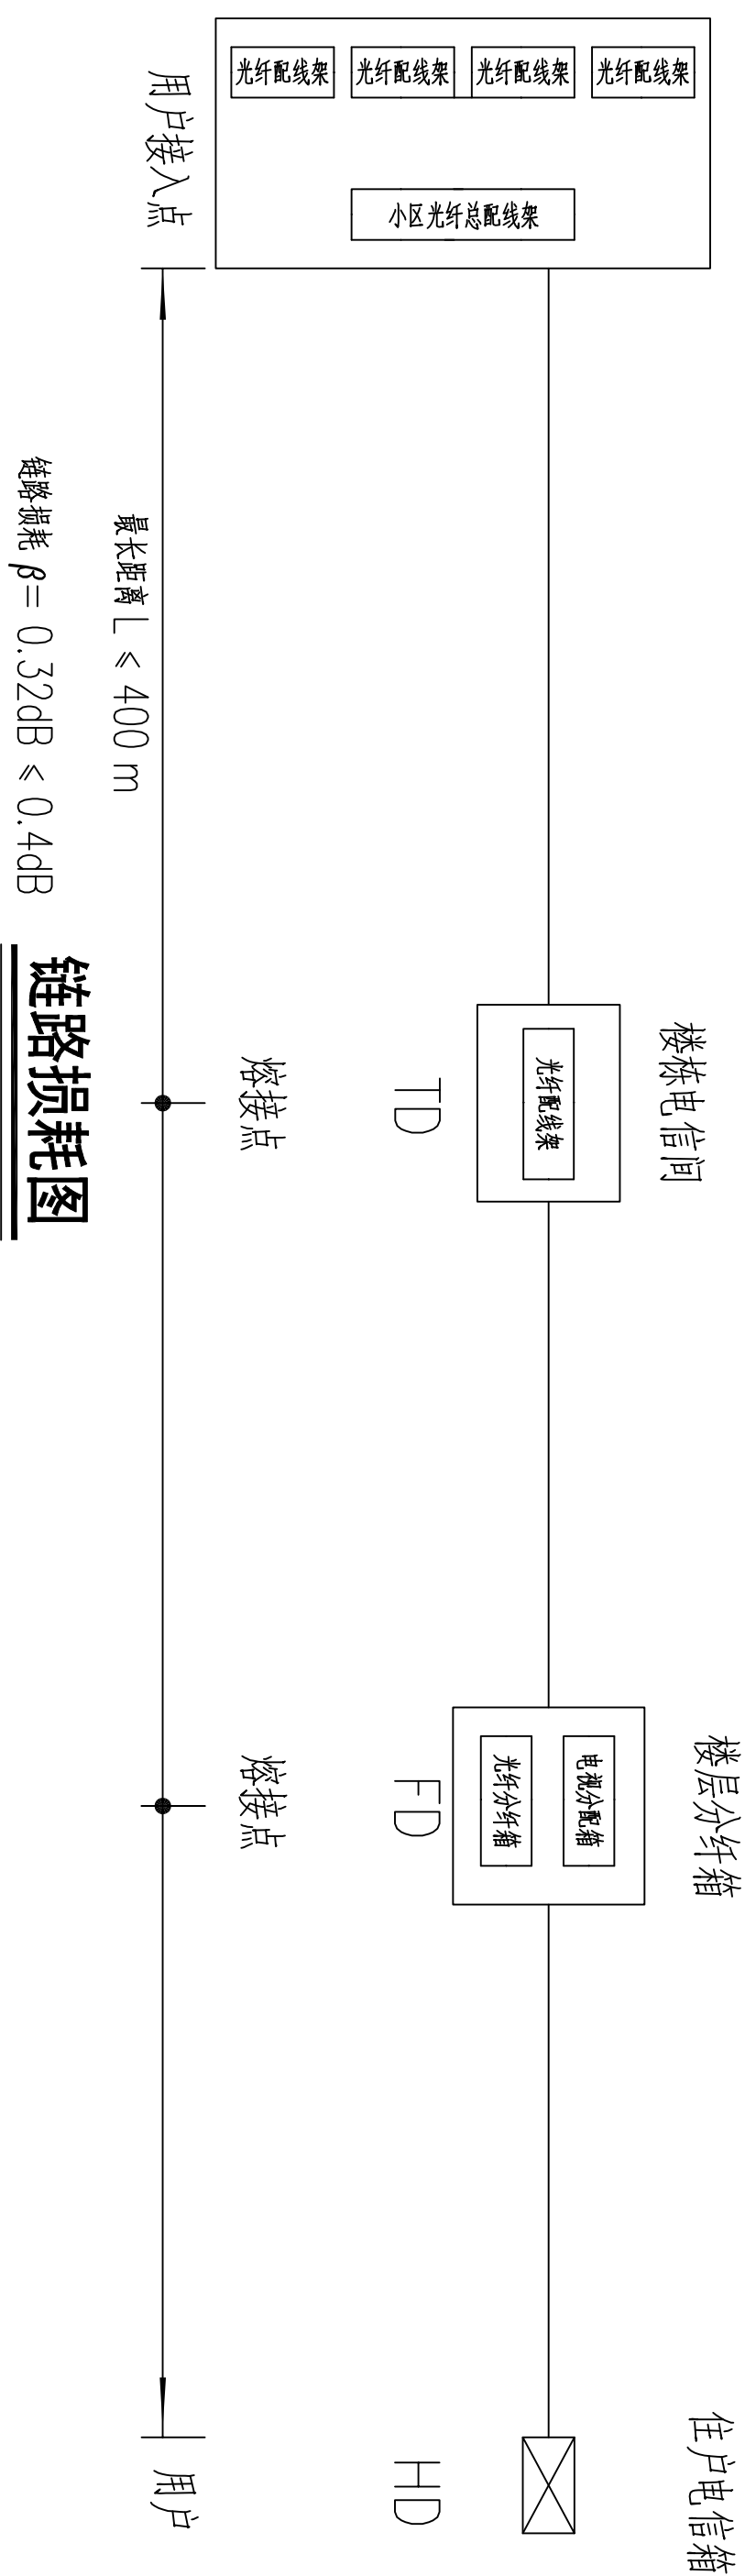 光纤配线架
光纤配线架
光纤配线架
光纤配线架
小区光纤总配线架
用户接入点
楼栋电信间
光纤配线架
TD
熔接点
楼层分纤箱
电视分配箱
光纤分纤箱
FD
熔接点
住户电信箱
HD
用户
最长距离 L ≤ 400 m
链路损耗 β= 0.32dB ≤ 0.4dB
链路损耗图